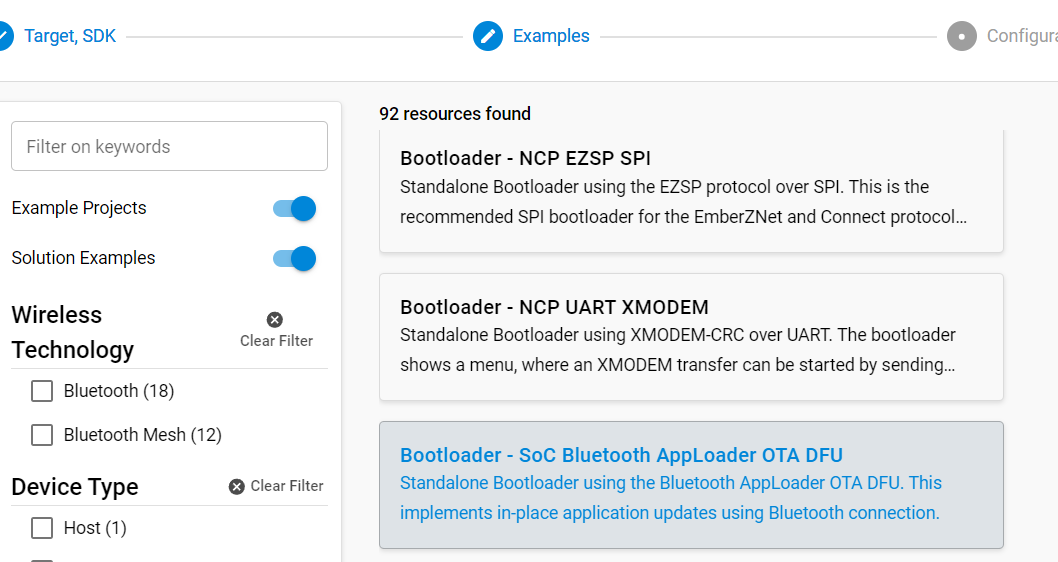 Target, SDK
Examples
Configura
Filter on keywords
Example Projects
Solution Examples
Wireless
Technology
Clear Filter
Bluetooth (18)
Bluetooth Mesh (12)
Device Type
Clear Filter
Host (1)
92 resources found
Bootloader - NCP EZSP SPI
Standalone Bootloader using the EZSP protocol over SPI. This is the
recommended SPI bootloader for the EmberZNet and Connect protocol...
Bootloader - NCP UART XMODEM
Standalone Bootloader using XMODEM-CRC over UART. The bootloader
shows a menu, where an XMODEM transfer can be started by sending...
Bootloader - SoC Bluetooth AppLoader OTA DFU
Standalone Bootloader using the Bluetooth AppLoader OTA DFU. This
implements in-place application updates using Bluetooth connection.